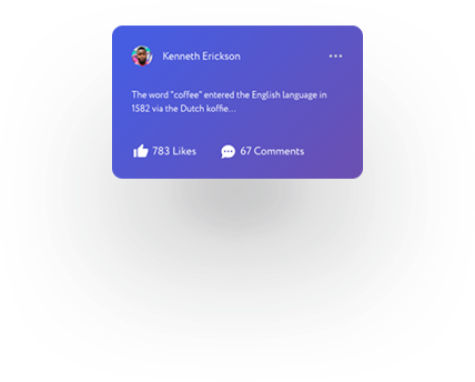 Kenneth Erickson
The word "coffee" entered the English language in
1582 via the Dutch koffie...
783 Likes
67 Comments